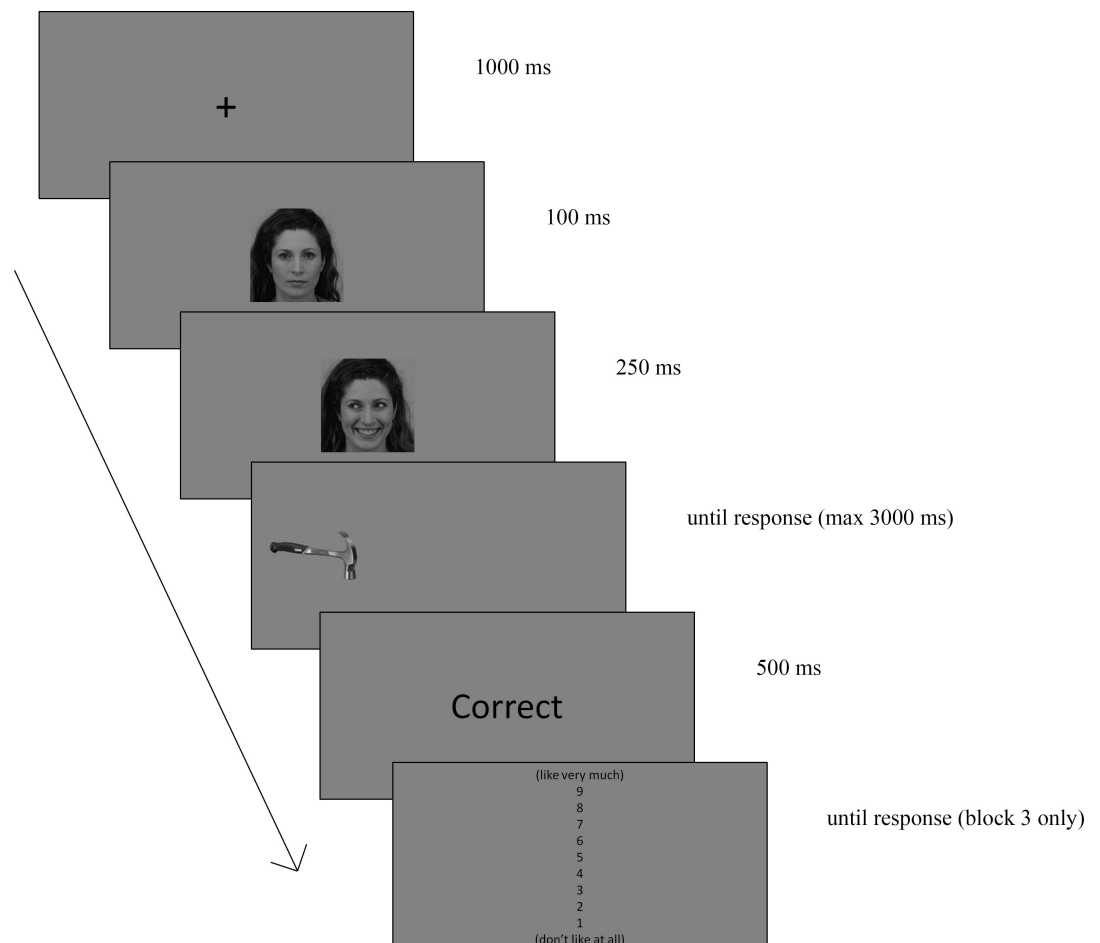 +
1000 ms
100 ms
250 ms
until response (max 3000 ms)
500 ms
Correct
(like very much)
9
8
7
6
5
4
3
2
1
(don't like at all)
until response (block 3 only)